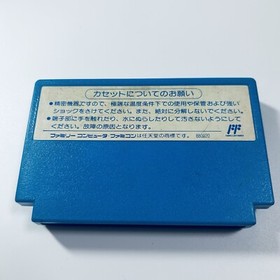 カセットについてのお願い
●精密機器ですので、極端な温度条件下での使用や保管および強い
ショックをさけてください。また、絶対に分解しないでください。
●端子部に手を触れたり、水にぬらしたりして汚さないようにして
ください。故障の原因となります。
ファミリー コンピュータ ファミコンは任天堂の商標です。